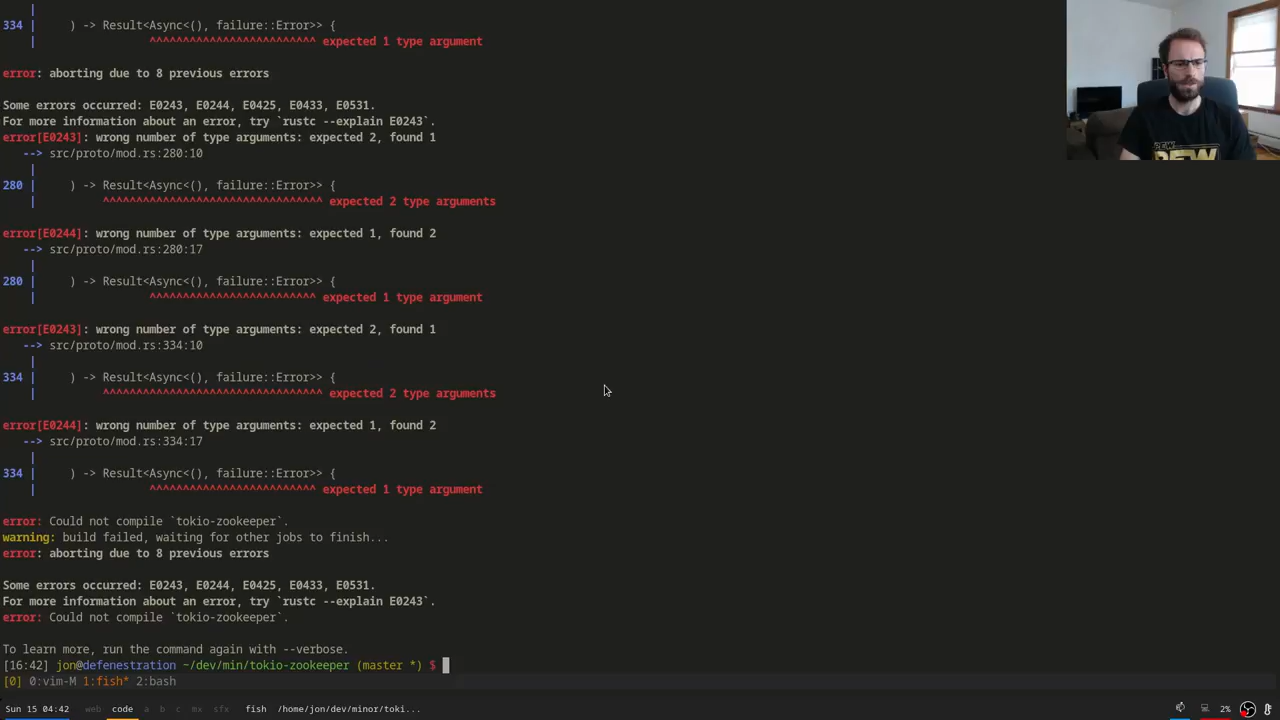 |
334 |     ) -> Result<Async<(), failure::Error>> {
|                 ^^^^^^^^^^^^^^^^^^^^^^^^^ expected 1 type argument
error: aborting due to 8 previous errors
Some errors occurred: E0243, E0244, E0425, E0433, E0531.
For more information about an error, try `rustc --explain E0243`.
error[E0243]: wrong number of type arguments: expected 2, found 1
--> src/proto/mod.rs:280:10
|
280 |     ) -> Result<Async<(), failure::Error>> {
|          ^^^^^^^^^^^^^^^^^^^^^^^^^^^^^^^^^ expected 2 type arguments
error[E0244]: wrong number of type arguments: expected 1, found 2
--> src/proto/mod.rs:280:17
|
280 |     ) -> Result<Async<(), failure::Error>> {
|                 ^^^^^^^^^^^^^^^^^^^^^^^^^ expected 1 type argument
error[E0243]: wrong number of type arguments: expected 2, found 1
--> src/proto/mod.rs:334:10
|
334 |     ) -> Result<Async<(), failure::Error>> {
|          ^^^^^^^^^^^^^^^^^^^^^^^^^^^^^^^^^ expected 2 type arguments
error[E0244]: wrong number of type arguments: expected 1, found 2
--> src/proto/mod.rs:334:17
|
334 |     ) -> Result<Async<(), failure::Error>> {
|                 ^^^^^^^^^^^^^^^^^^^^^^^^^ expected 1 type argument
error: Could not compile `tokio-zookeeper`.
warning: build failed, waiting for other jobs to finish...
error: aborting due to 8 previous errors
Some errors occurred: E0243, E0244, E0425, E0433, E0531.
For more information about an error, try `rustc --explain E0243`.
error: Could not compile `tokio-zookeeper`.
To learn more, run the command again with --verbose.
[16:42] jon@defenestration ~/dev/min/tokio-zookeeper (master *) $
[0] 0:vim-M 1:fish* 2:bash
Sun 15 04:42 web code a b c mx sfx fish /home/jon/dev/minor/toki... 2%